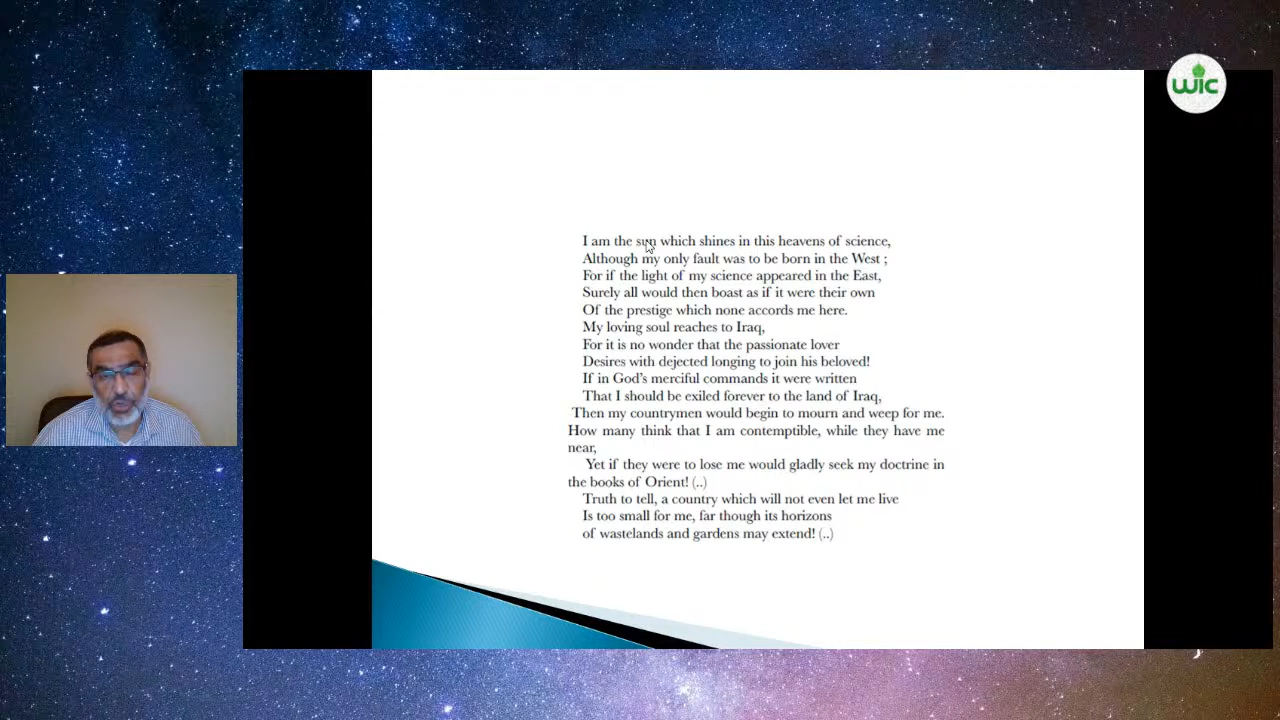 wic
I am the sun which shines in this heavens of science,
Although my only fault was to be born in the West ;
For if the light of my science appeared in the East,
Surely all would then boast as if it were their own
Of the prestige which none accords me here.
My loving soul reaches to Iraq,
For it is no wonder that the passionate lover
Desires with dejected longing to join his beloved!
If in God's merciful commands it were written
That I should be exiled forever to the land of Iraq,
Then my countrymen would begin to mourn and weep for me.
How many think that I am contemptible, while they have me
near,
Yet if they were to lose me would gladly seek my doctrine in
the books of Orient! (..)
Truth to tell, a country which will not even let me live
Is too small for me, far though its horizons
of wastelands and gardens may extend! (..)